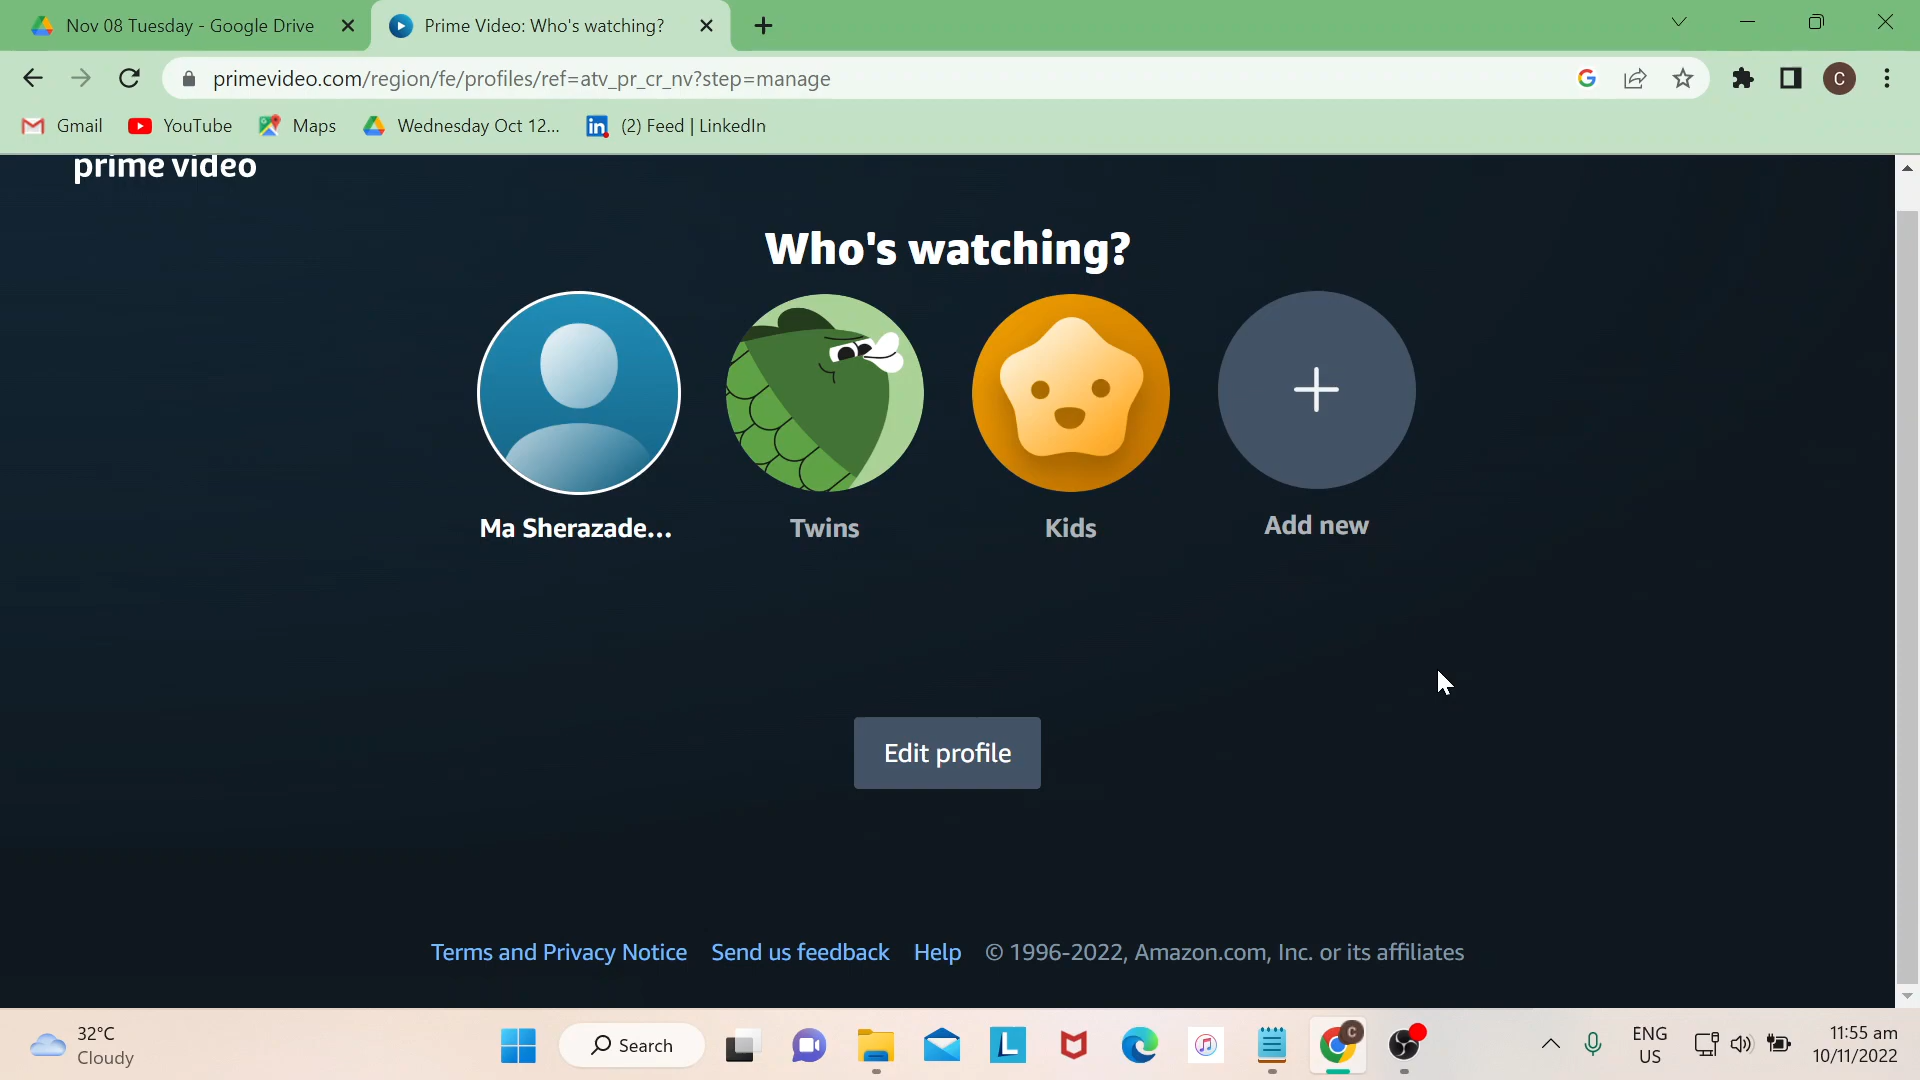 Nov 08 Tuesday - Google Drive
Prime Video: Who's watching?
primevideo.com/region/fe/profiles/ref=atv_pr_cr_nv?step=manage
G
C
Gmail
YouTube
Maps
Wednesday Oct 12...
in
(2) Feed | LinkedIn
prime video
Who's watching?
Ma Sherazade...
Twins
Kids
Add new
Edit profile
Terms and Privacy Notice Send us feedback Help © 1996-2022, Amazon.com, Inc. or its affiliates
32°C
Cloudy
Search
L
C
ENG
US
11:55 am
10/11/2022